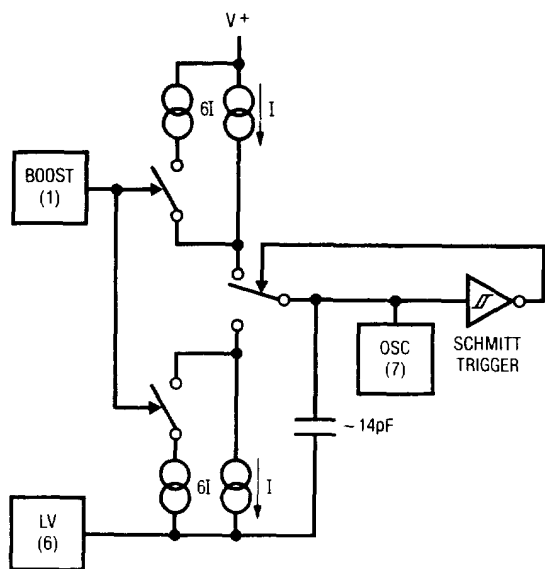 V+
6I
I
BOOST
(1)
OSC
(7)
SCHMITT
TRIGGER
~14pF
6I
I
LV
(6)